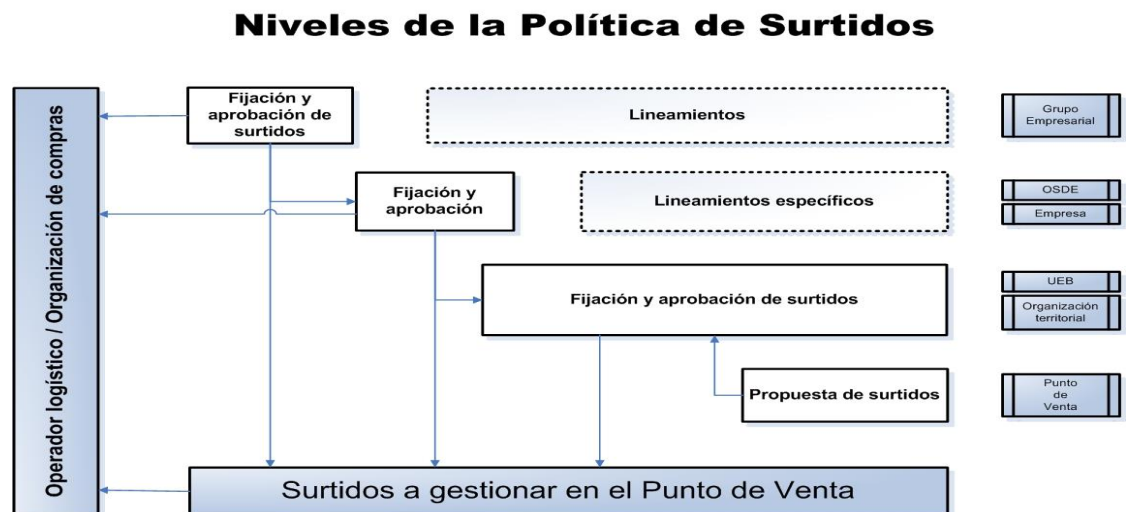 Niveles de la Política de Surtidos
Operador logístico / Organización de compras
Fijación y
aprobación de
surtidos
Lineamientos
Grupo
Empresarial
Fijación y
aprobación
Lineamientos específicos
OSDE
Empresa
Fijación y aprobación de surtidos
UEB
Organización
territorial
Propuesta de surtidos
Punto
de
Venta
Surtidos a gestionar en el Punto de Venta